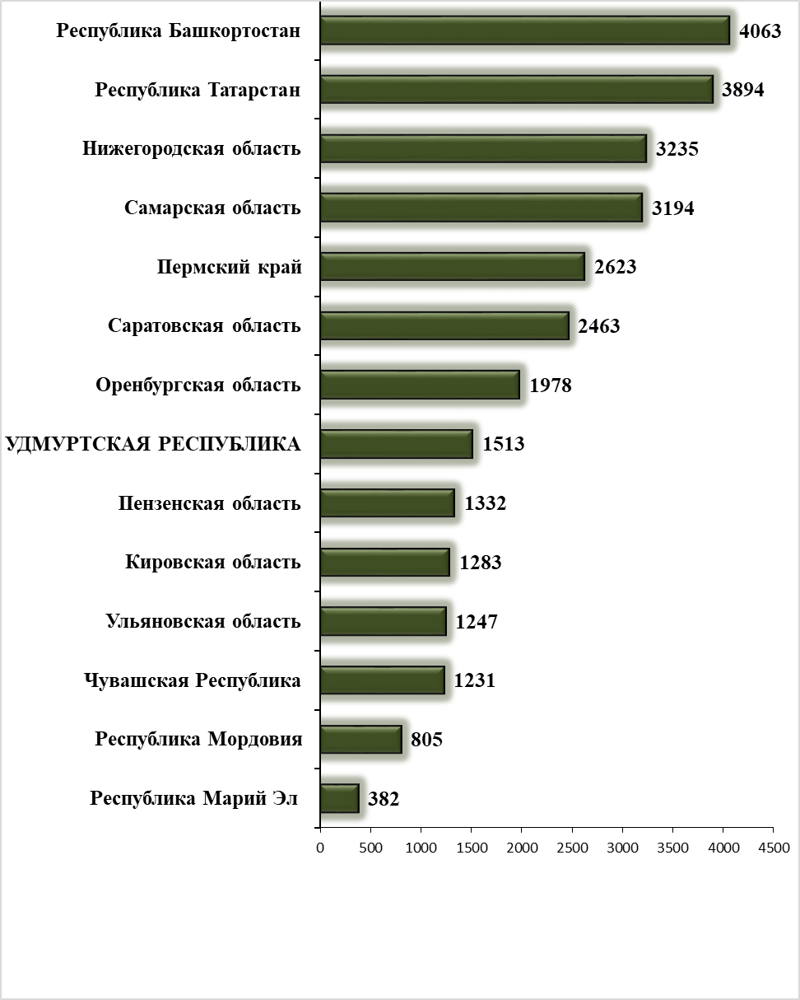 Республика Башкортостан 4063
Республика Татарстан 3894
Нижегородская область 3235
Самарская область 3194
Пермский край 2623
Саратовская область 2463
Оренбургская область 1978
УДМУРТСКАЯ РЕСПУБЛИКА 1513
Пензенская область 1332
Кировская область 1283
Ульяновская область 1247
Чувашская Республика 1231
Республика Мордовия 805
Республика Марий Эл 382
0 500 1000 1500 2000 2500 3000 3500 4000 4500